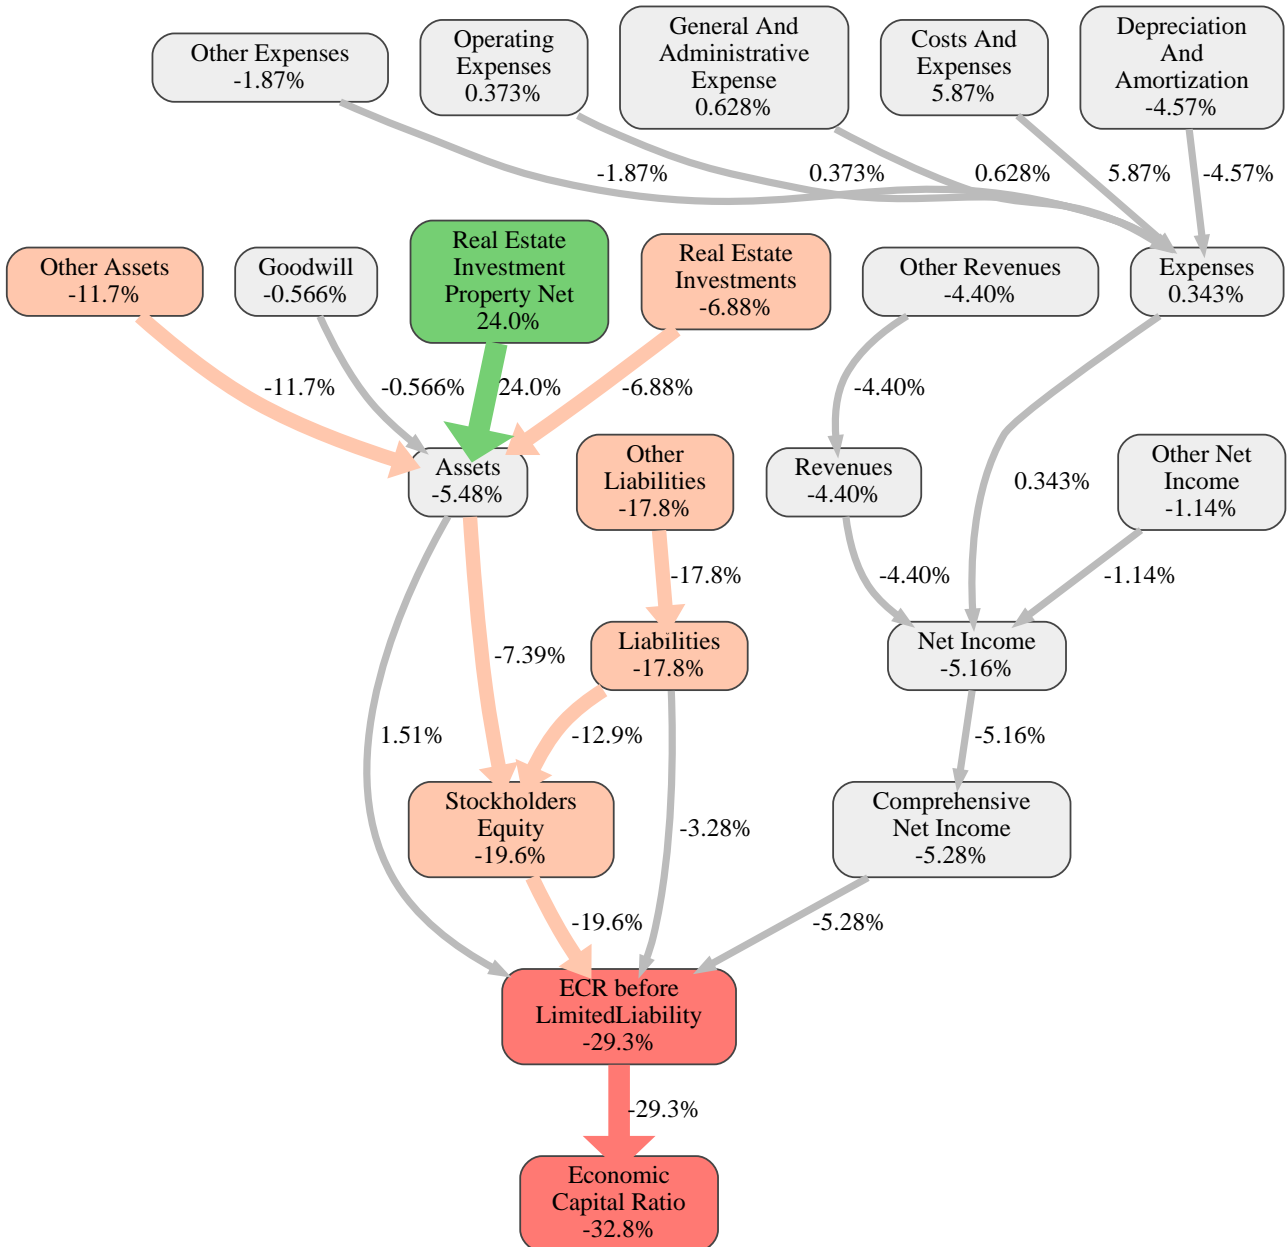 Other Expenses
-1.87%
Operating
Expenses
0.373%
General And
Administrative
Expense
0.628%
Costs And
Expenses
5.87%
Depreciation
And
Amortization
-4.57%
-1.87%
0.373%
0.628%
5.87%
-4.57%
Other Assets
-11.7%
Goodwill
-0.566%
Real Estate
Investment
Property Net
24.0%
Real Estate
Investments
-6.88%
Other Revenues
-4.40%
Expenses
0.343%
-11.7%
-0.566%
24.0%
-6.88%
-4.40%
Assets
-5.48%
Other
Liabilities
-17.8%
Revenues
-4.40%
0.343%
Other Net
Income
-1.14%
-17.8%
-4.40%
-1.14%
-7.39%
Liabilities
-17.8%
Net Income
-5.16%
1.51%
-12.9%
-5.16%
Stockholders
Equity
-19.6%
-3.28%
Comprehensive
Net Income
-5.28%
-19.6%
-5.28%
ECR before
LimitedLiability
-29.3%
-29.3%
Economic
Capital Ratio
-32.8%